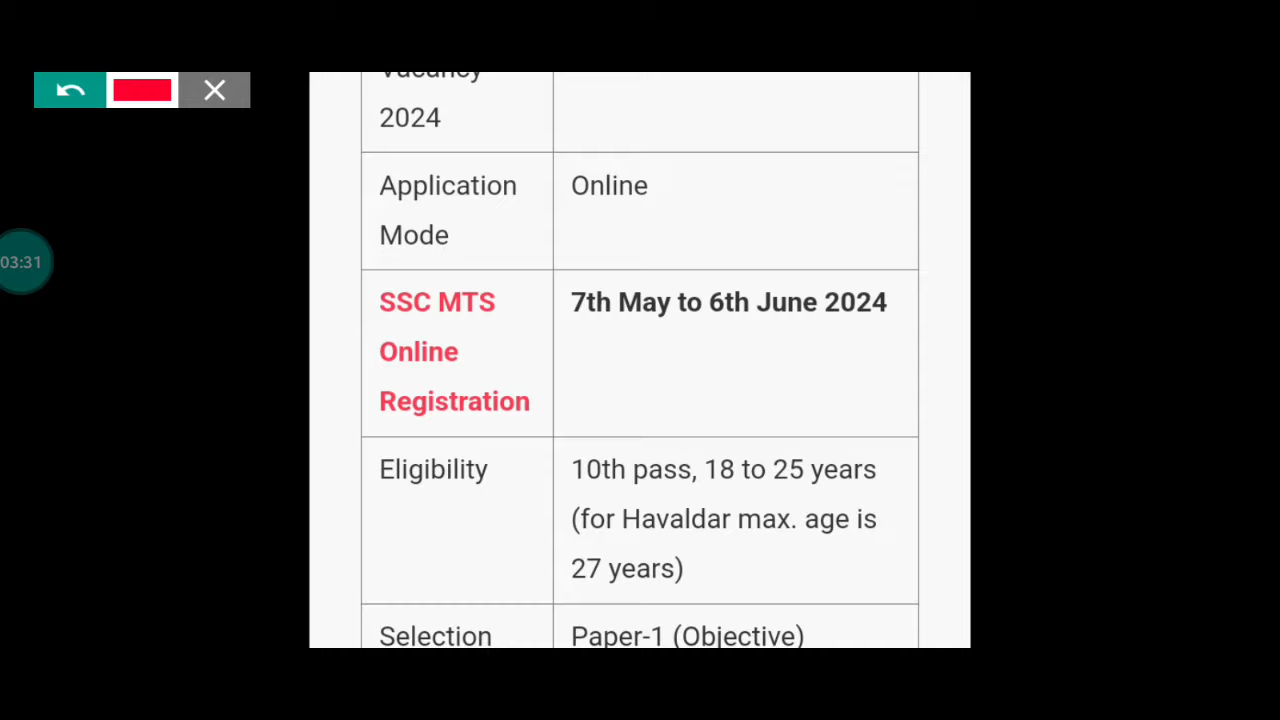 Vacancy
2024
Application
Mode
Online
03:31
SSC MTS
Online
Registration
7th May to 6th June 2024
Eligibility
10th pass, 18 to 25 years
(for Havaldar max. age is
27 years)
Selection
Paper-1 (Objective)